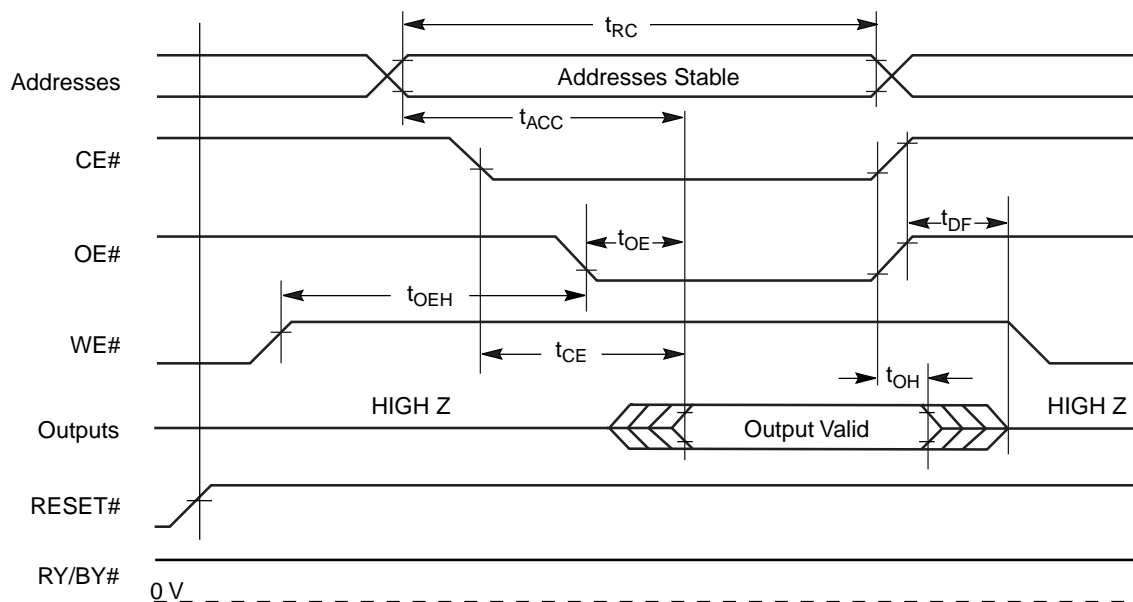 tRC
Addresses
Addresses Stable
tACC
CE#
tDF
OE#
tOE
tOEH
WE#
tCE
tOH
HIGH Z
HIGH Z
Outputs
Output Valid
RESET#
RY/BY#
0 V